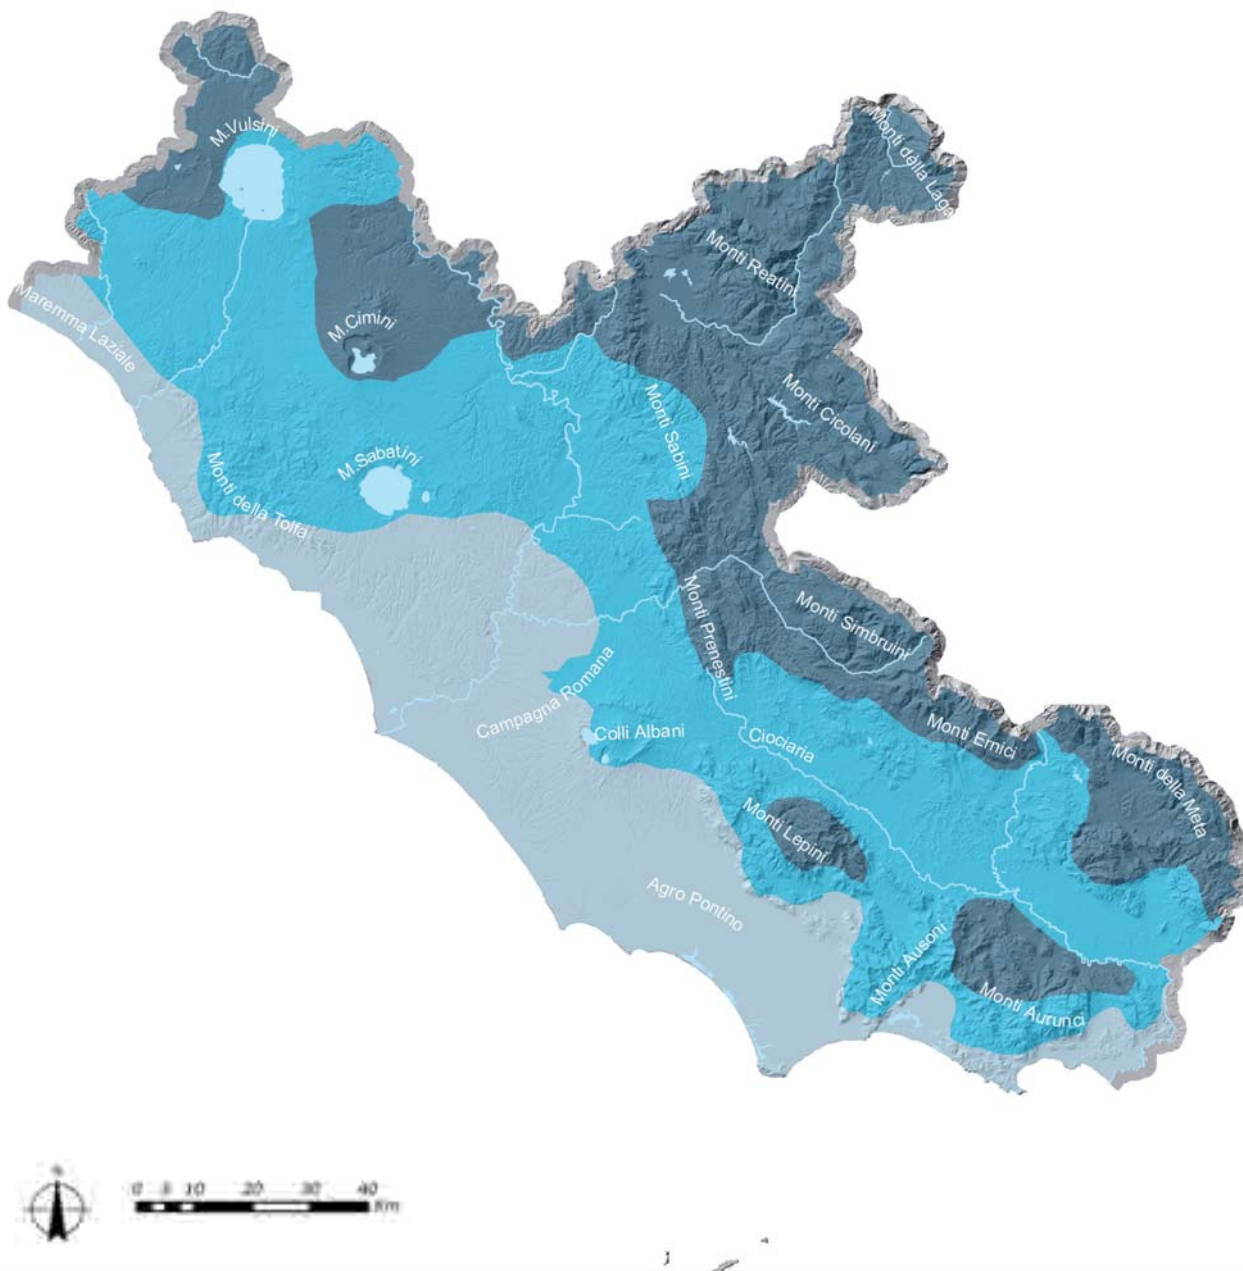 Monti della Laga
M.Vulsini
Monti Reatini
Maremma Laziale
M.Cimini
Monti Cicolani
Monti Sabini
M.Sabatini
Monti della Tolfa
Monti Prenestini
Monti Simbruini
Campagna Romana
Colli Albani
Ciociaria
Monti Ernici
Monti della Meta
Monti Lepini
Agro Pontino
Monti Ausoni
Monti Aurunci
0 5 10 20 30 40
Km